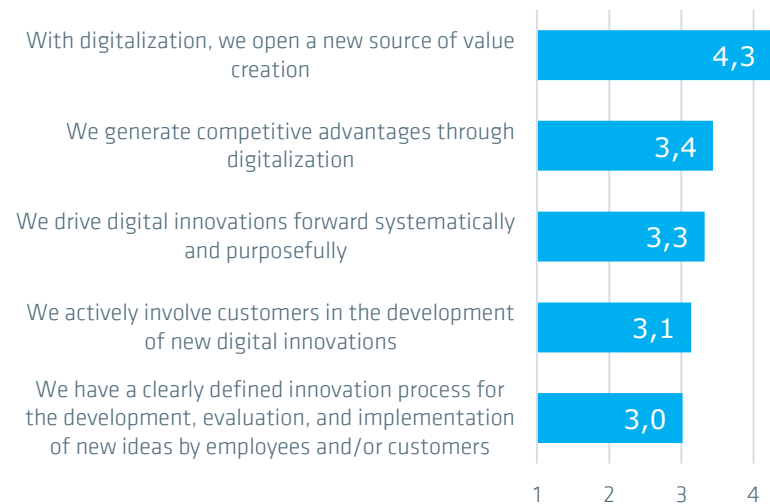 With digitalization, we open a new source of value
creation
4,3
We generate competitive advantages through
digitalization
3,4
We drive digital innovations forward systematically
and purposefully
3,3
We actively involve customers in the development
of new digital innovations
3,1
We have a clearly defined innovation process for
the development, evaluation, and implementation
of new ideas by employees and/or customers
3,0
1 2 3 4